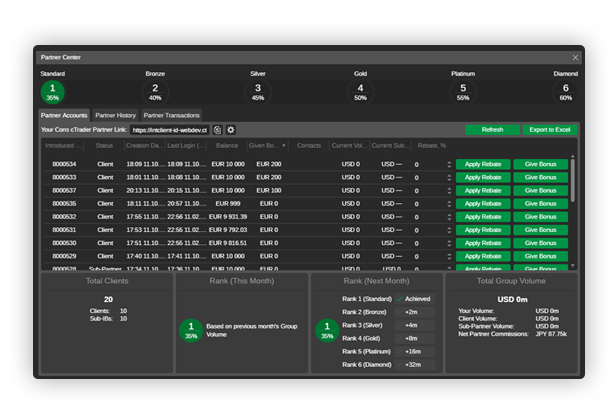 Partner Center
Standard Bronze Silver Gold Platinum Diamond
1 2 3 4 5 6
35% 40% 45% 50% 55% 60%
Partner Accounts Partner History Partner Transactions
Your Cons cTrader Partner Link: https://intclient-id-webdev.ct Refresh Export to Excel
Introduced ... Status Creation Da... Last Login (... Balance Given Bo... Contacts Current Vol ... Current Sub... Rebate, %
8000534 Client 18:09 11.10.... 18:09 11.10.... EUR 10 000 EUR 200 USD 0 USD — 0 Apply Rebate Give Bonus
8000533 Client 18:01 11.10.... 18:08 11.10.... EUR 10 000 EUR 200 USD 0 USD — 0 Apply Rebate Give Bonus
8000537 Client 20:13 11.10.... 20:15 11.10.... EUR 10 000 EUR 100 USD 0 USD — 0 Apply Rebate Give Bonus
8000535 Client 18:11 11.10.... 20:57 11.10.... EUR 999 EUR 0 USD 0 USD — 0 Apply Rebate Give Bonus
8000532 Client 17:55 11.10.... 22:56 11.02.... EUR 9 931.39 EUR 0 USD 0 USD — 0 Apply Rebate Give Bonus
8000531 Client 17:53 11.10.... 22:55 11.02.... EUR 9 792.03 EUR 0 USD 0 USD — 0 Apply Rebate Give Bonus
8000530 Client 17:51 11.10.... 22:55 11.02.... EUR 9 816.51 EUR 0 USD 0 USD — 0 Apply Rebate Give Bonus
8000529 Client 17:40 11.10.... 17:41 11.10.... EUR 10 000 EUR 0 USD 0 USD — 0 Apply Rebate Give Bonus
8000528 Sub-Partner 17:34 11.10.... 17:36 11.10.... EUR 10 000 EUR 0 USD 0 USD 0 0 Apply Rebate Give Bonus
Total Clients Rank (This Month) Rank (Next Month) Total Group Volume
20
Clients: 10
Sub-IBs: 10
1
35%
Based on previous month's Group
Volume
1
35%
Rank 1 (Standard) Achieved
Rank 2 (Bronze) +2m
Rank 3 (Silver) +4m
Rank 4 (Gold) +8m
Rank 5 (Platinum) +16m
Rank 6 (Diamond) +32m
USD 0m
Your Volume: USD 0m
Client Volume: USD 0m
Sub-Partner Volume: USD 0m
Net Partner Commissions: JPY 87.75k